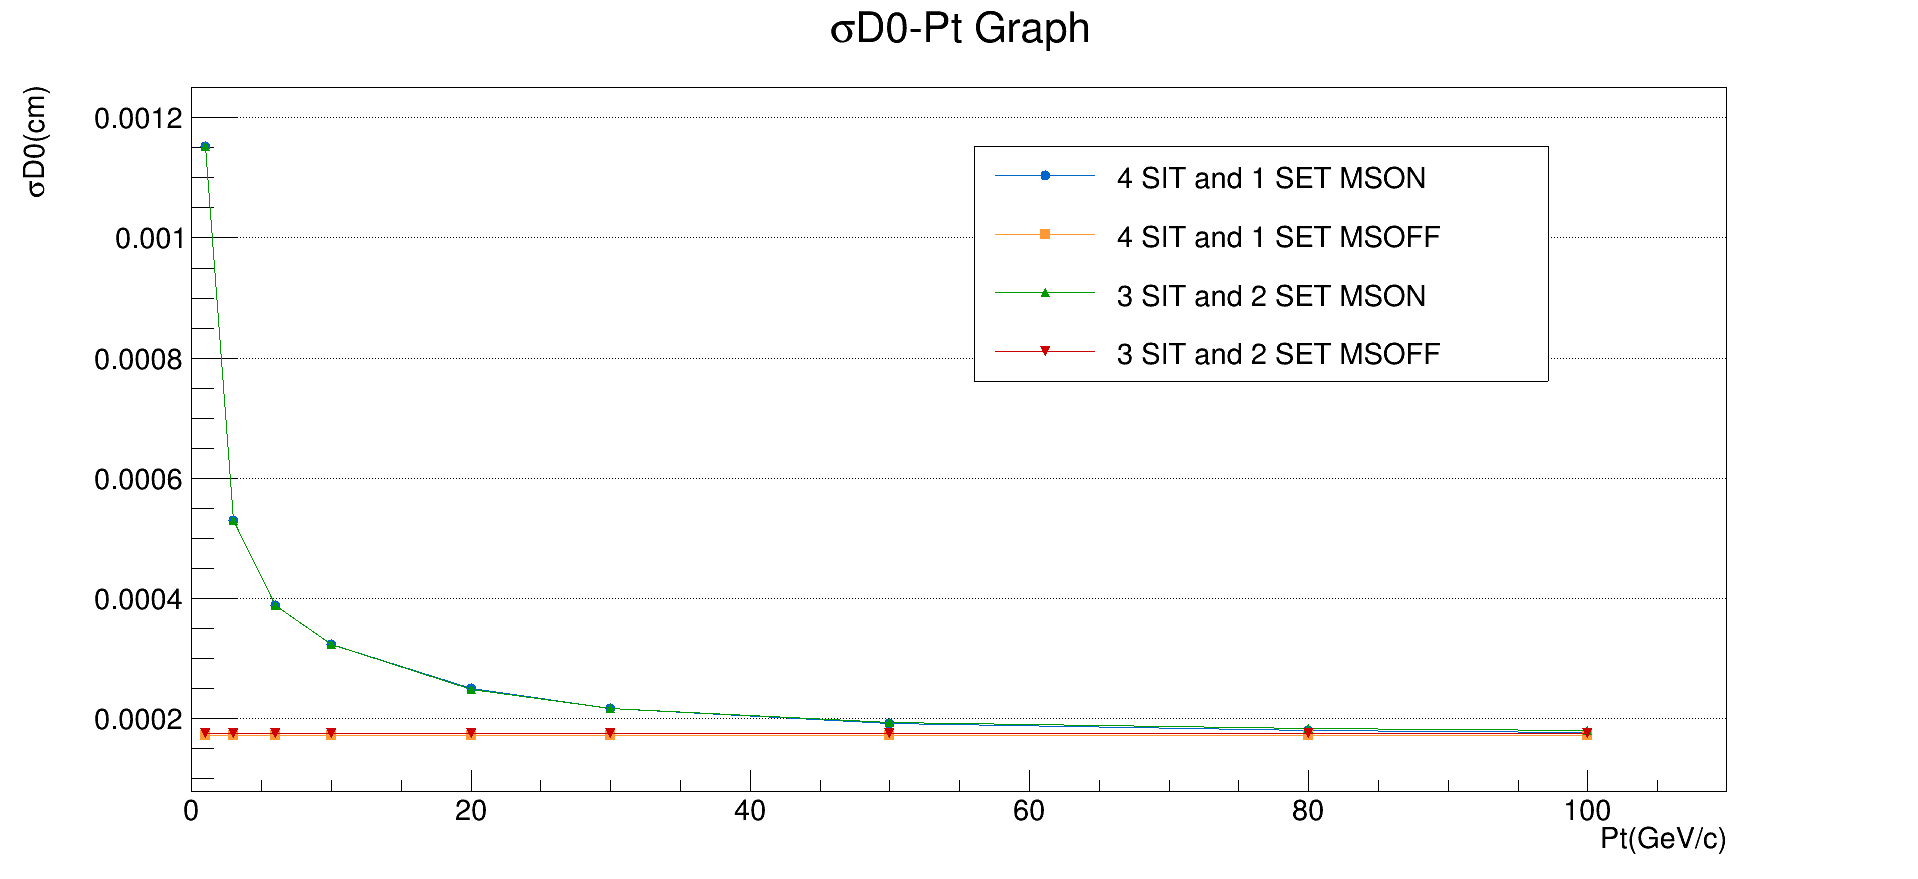 σD0-Pt Graph
σD0(cm)
0.0012
0.001
0.0008
0.0006
0.0004
0.0002
4 SIT and 1 SET MSON
4 SIT and 1 SET MSOFF
3 SIT and 2 SET MSON
3 SIT and 2 SET MSOFF
0 20 40 60 80 100
Pt(GeV/c)